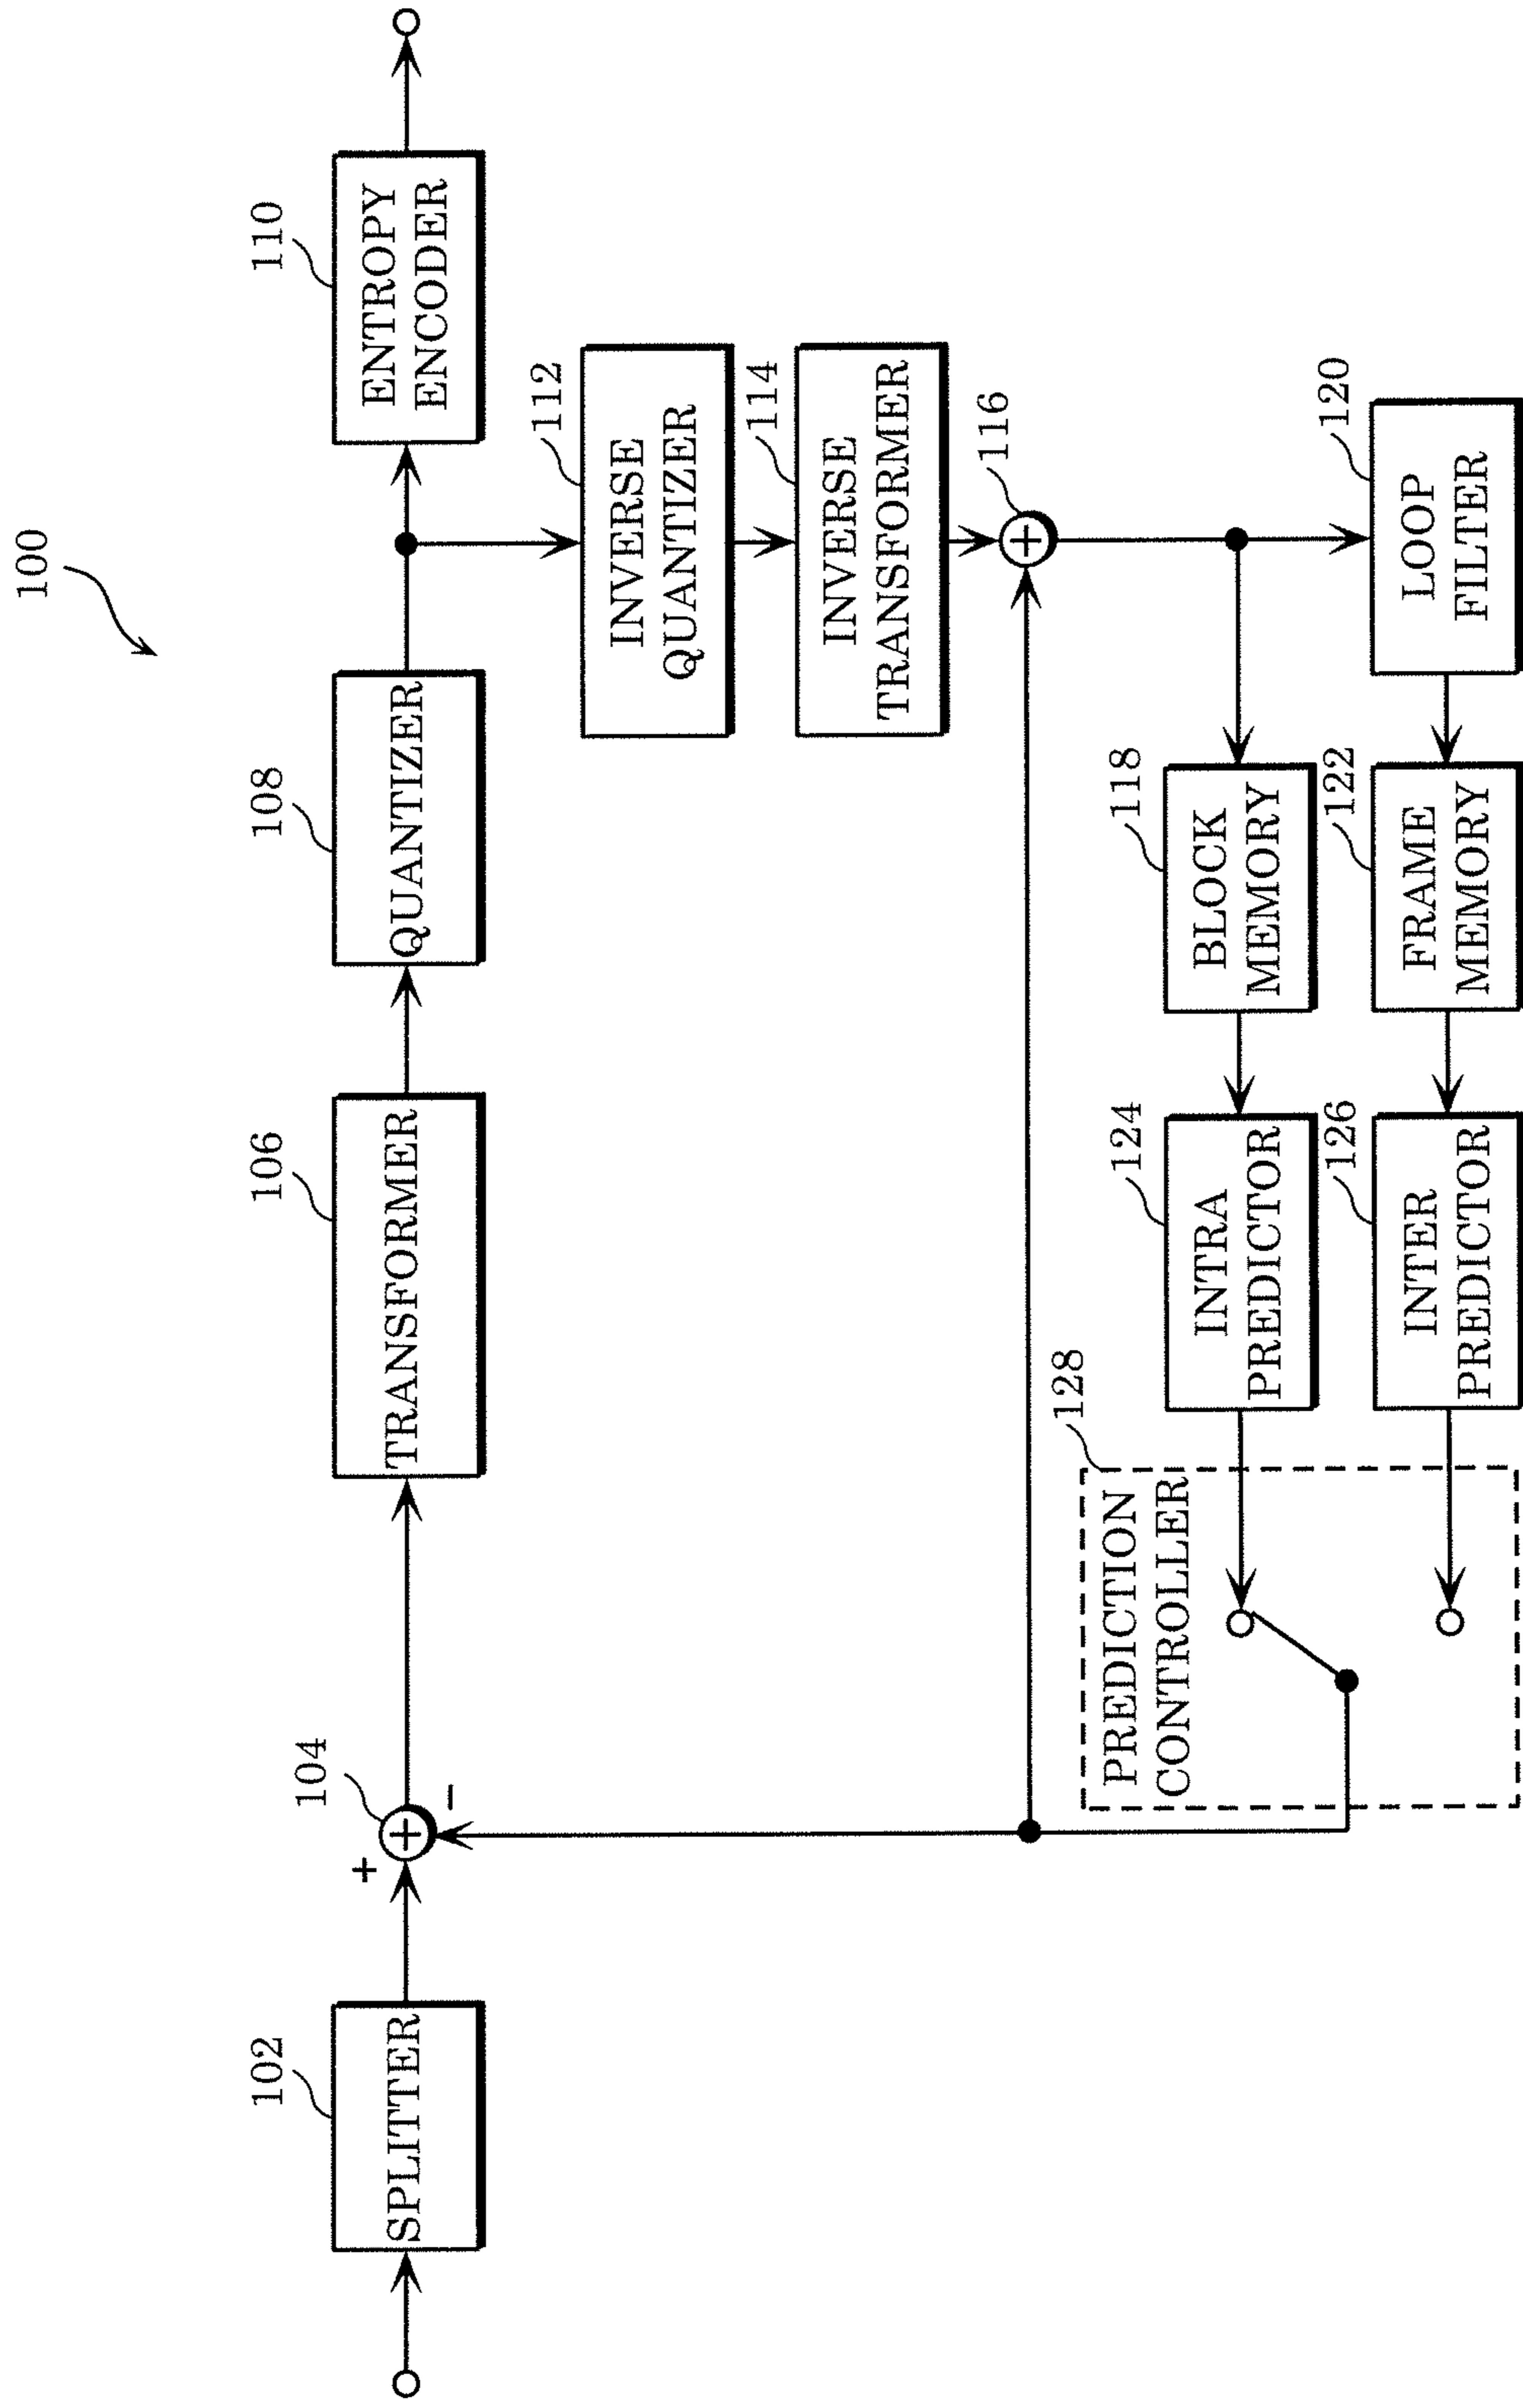 100
102
SPLITTER
104
+
−
106
TRANSFORMER
108
QUANTIZER
110
ENTROPY
ENCODER
112
INVERSE
QUANTIZER
114
INVERSE
TRANSFORMER
116
128
PREDICTION
CONTROLLER
124
INTRA
PREDICTOR
118
BLOCK
MEMORY
126
INTER
PREDICTOR
122
FRAME
MEMORY
120
LOOP
FILTER